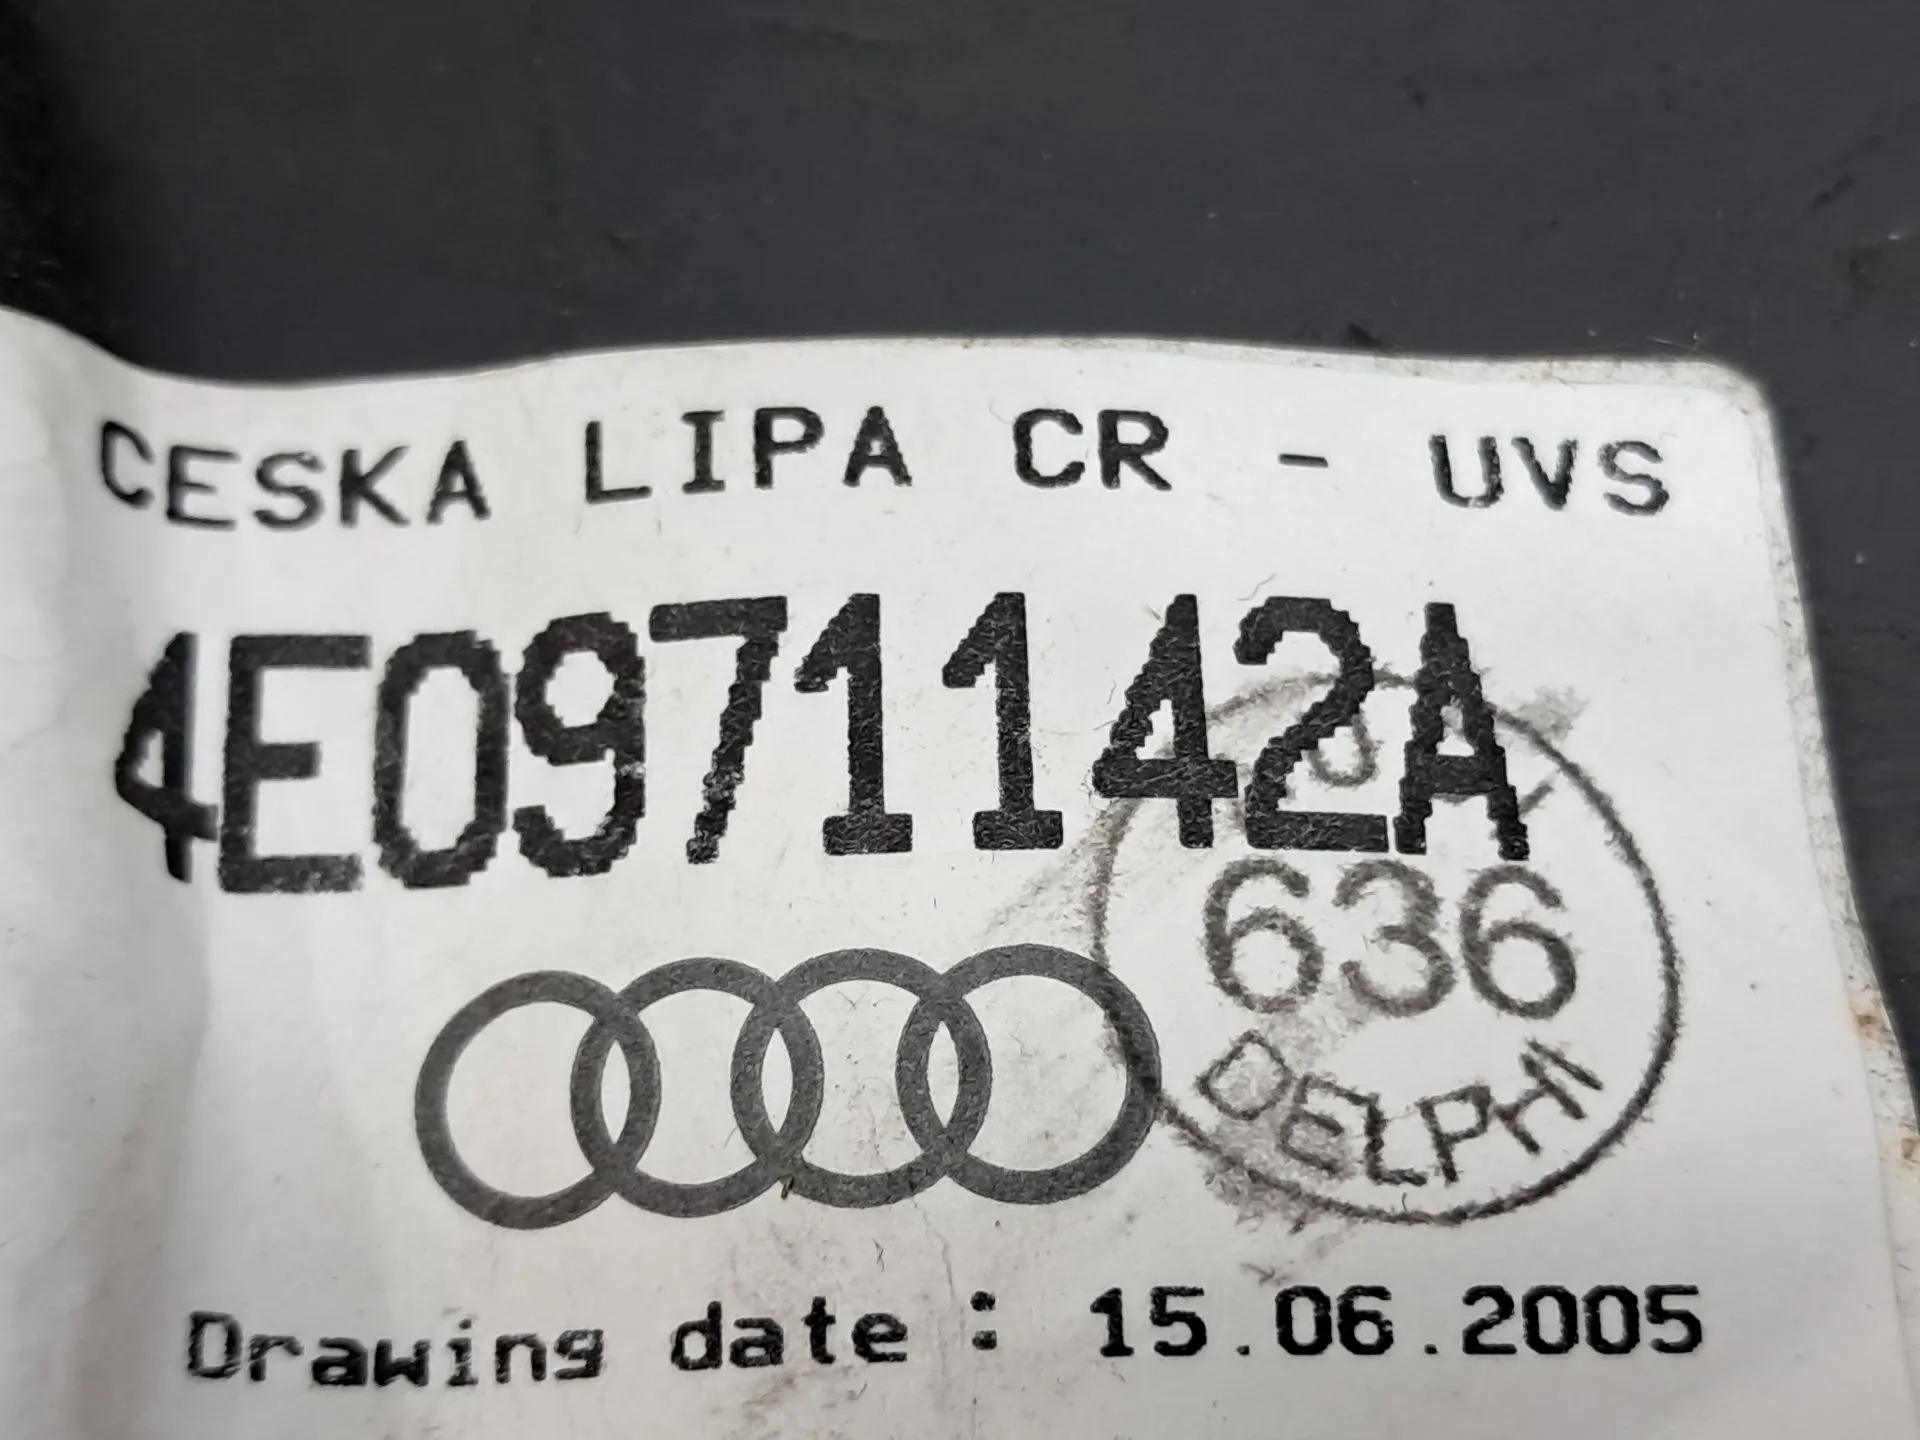 CESKA LIPA CR - UVS
4E0971142A
636
DELPHI
Drawing date : 15.06.2005